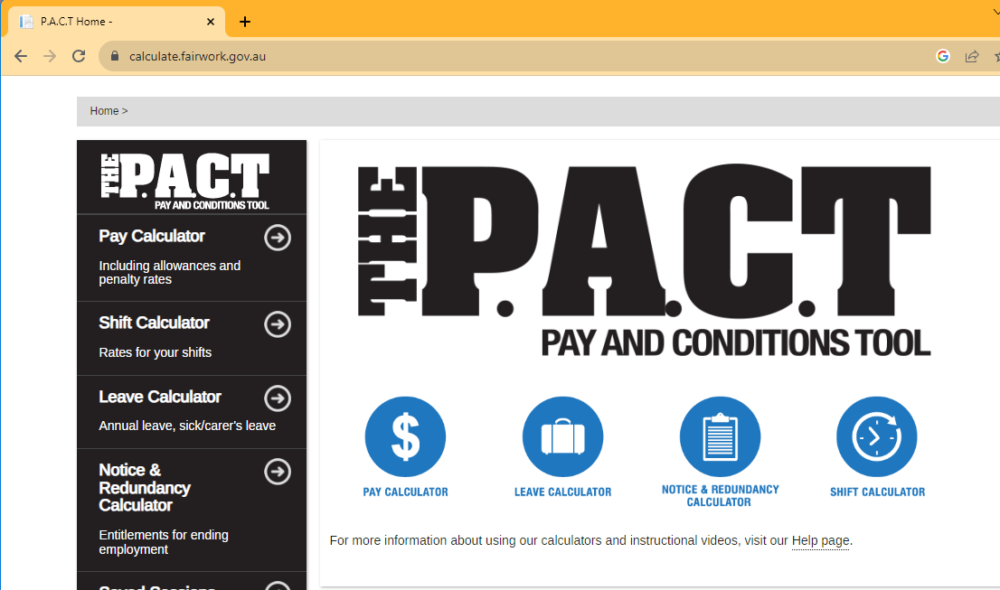 P.A.C.T Home -
calculate.fairwork.gov.au
Home >
THE P.A.C.T
PAY AND CONDITIONS TOOL
Pay Calculator
Including allowances and
penalty rates
Shift Calculator
Rates for your shifts
Leave Calculator
Annual leave, sick/carer's leave
Notice &
Redundancy
Calculator
Entitlements for ending
employment
Saved Sessions
THE P.A.C.T
PAY AND CONDITIONS TOOL
PAY CALCULATOR
LEAVE CALCULATOR
NOTICE & REDUNDANCY
CALCULATOR
SHIFT CALCULATOR
For more information about using our calculators and instructional videos, visit our Help page.